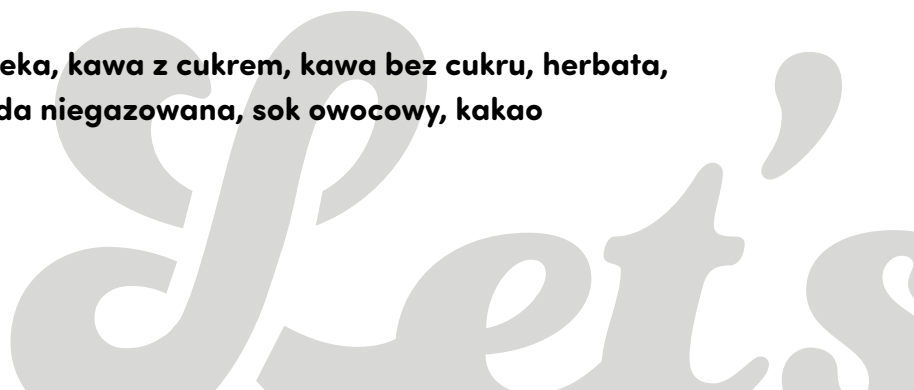 eka, kawa z cukrem, kawa bez cukru, herbata,
da niegazowana, sok owocowy, kakao
Let's